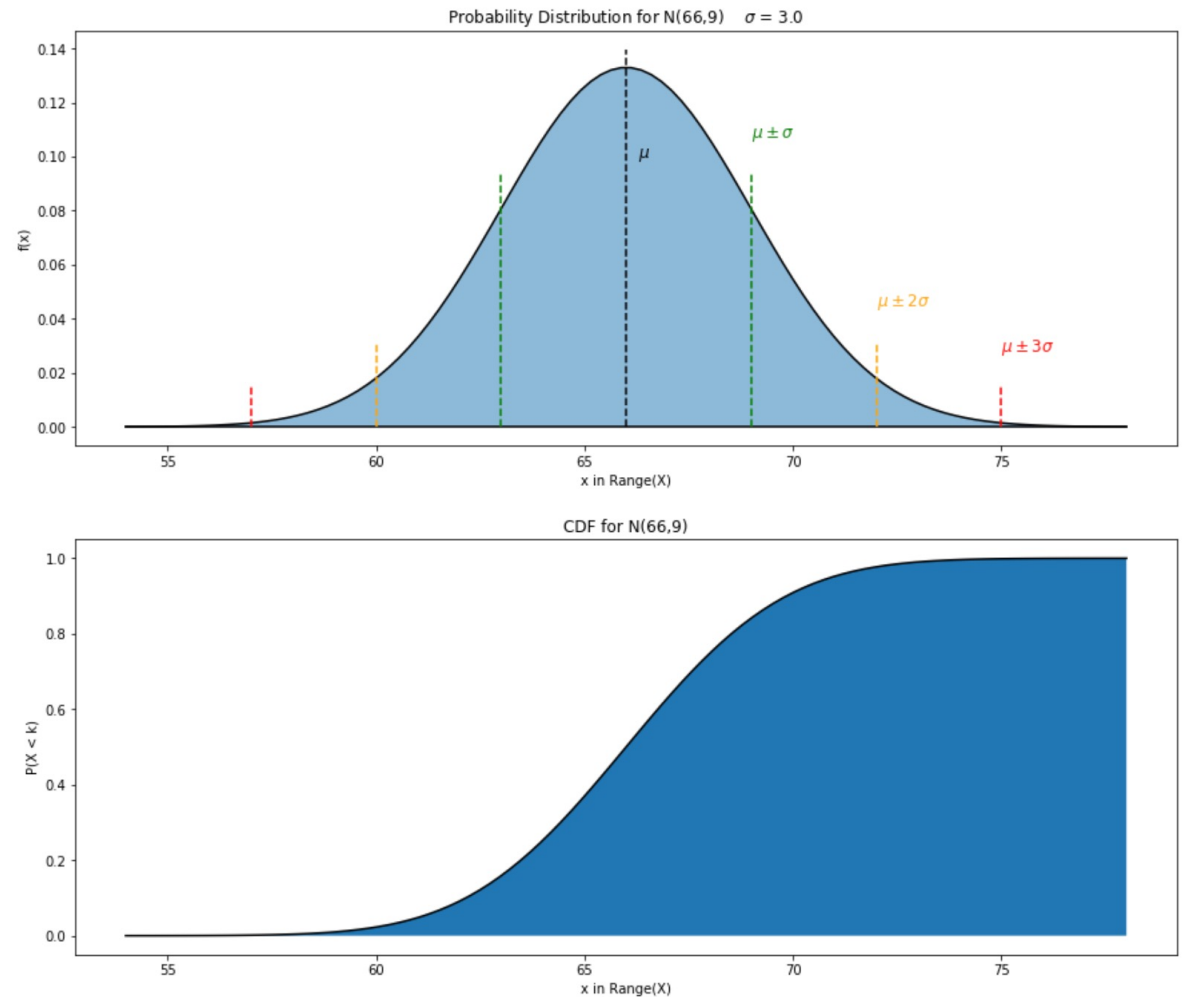 Probability Distribution for N(66,9)    σ = 3.0
0.14
0.12
0.10
0.08
0.06
0.04
0.02
0.00
f(x)
μ
μ ± σ
μ ± 2σ
μ ± 3σ
55 60 65 70 75
x in Range(X)
CDF for N(66,9)
1.0
0.8
0.6
0.4
0.2
0.0
P(X < k)
55 60 65 70 75
x in Range(X)